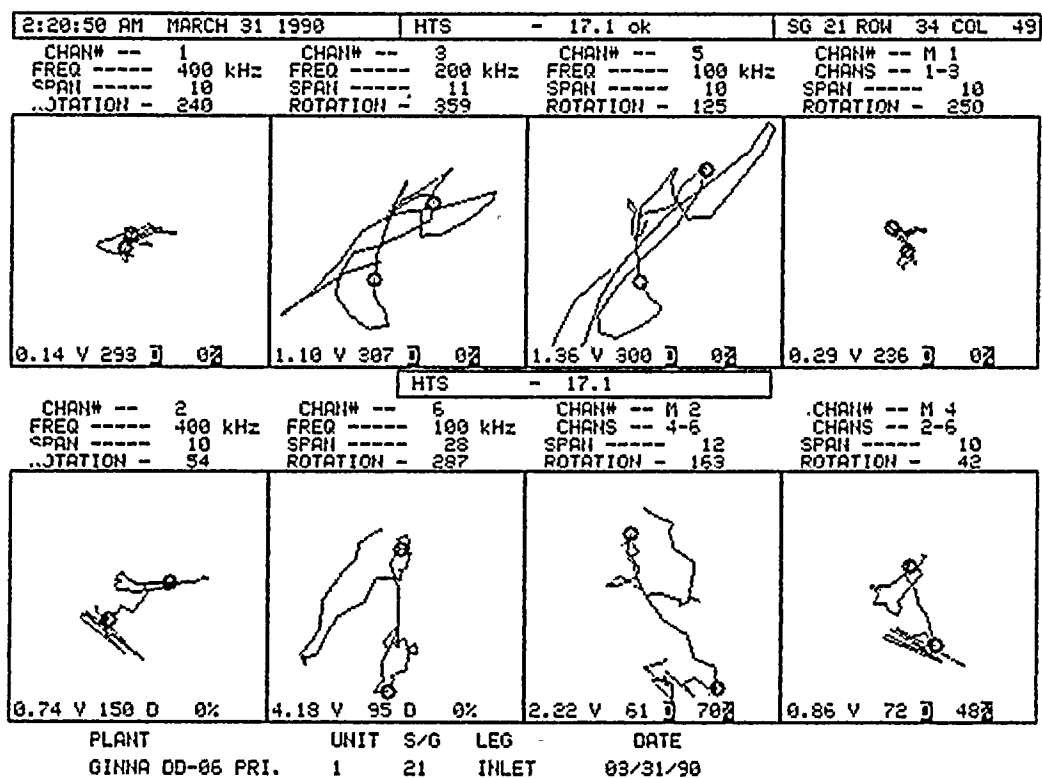 2:20:50 AM MARCH 31 1990 HTS - 17.1 ok SG 21 ROW 34 COL 49
CHAN# -- 1 CHAN# -- 3 CHAN# -- 5 CHAN# -- M 1
FREQ ----- 400 kHz FREQ ----- 200 kHz FREQ ----- 100 kHz CHANS - 1-3
SPAN ----- 10 SPAN ----- 11 SPAN ----- 10 SPAN ----- 10
ROTATION - 240 ROTATION - 359 ROTATION - 125 ROTATION - 250
0.14 V 293 D 0% 1.10 V 307 D 0% 1.36 V 300 D 0% 0.29 V 236 D 0%
HTS - 17.1
CHAN# -- 2 CHAN# -- 6 CHAN# -- M 2 CHAN# -- M 4
FREQ ----- 400 kHz FREQ ----- 100 kHz CHANS - 4-6 CHANS - 2-6
SPAN ----- 10 SPAN ----- 28 SPAN ----- 12 SPAN ----- 10
ROTATION - 54 ROTATION - 287 ROTATION - 163 ROTATION - 42
0.74 V 150 D 0% 4.18 V 95 D 0% 2.22 V 61 D 70% 0.86 V 72 D 48%
PLANT UNIT S/G LEG DATE
GINNA DD-06 PRI. 1 21 INLET 03/31/90